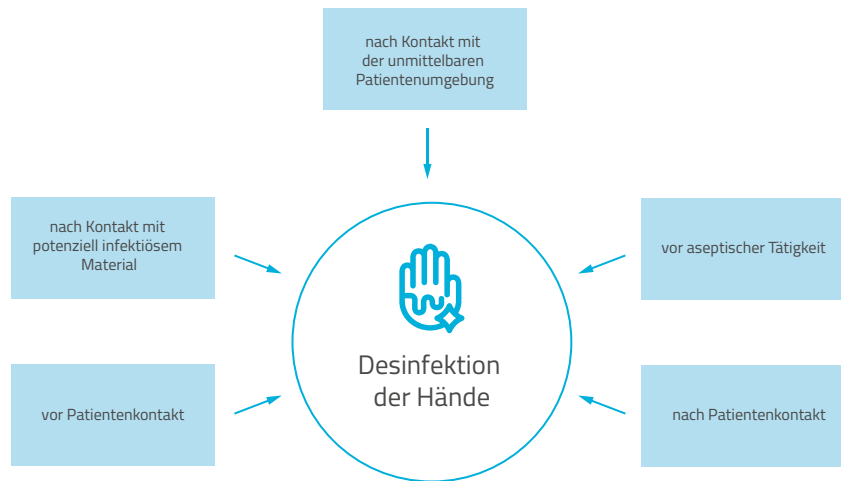 nach Kontakt mit
der unmittelbaren
Patientenumgebung
nach Kontakt mit
potenziell infektiösem
Material
vor aseptischer Tätigkeit
Desinfektion
der Hände
vor Patientenkontakt
nach Patientenkontakt